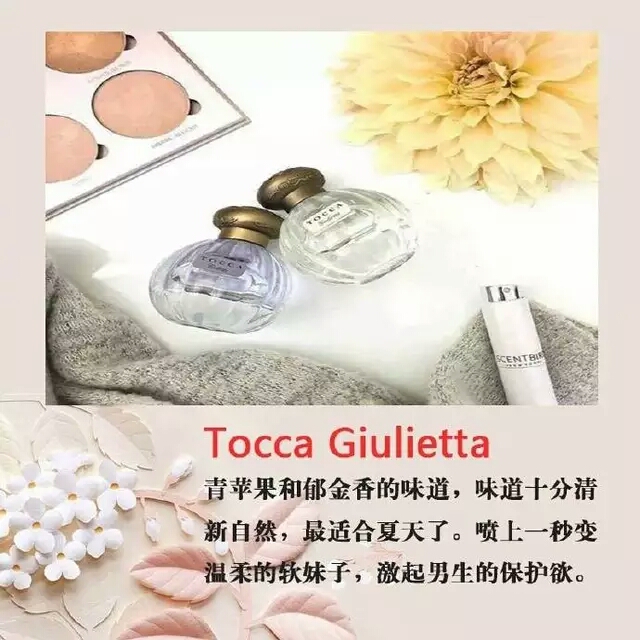 TOCCA
TOCCA
SCENTBIR
Tocca Giulietta
青苹果和郁金香的味道，味道十分清
新自然，最适合夏天了。喷上一秒变
温柔的软妹子，激起男生的保护欲。